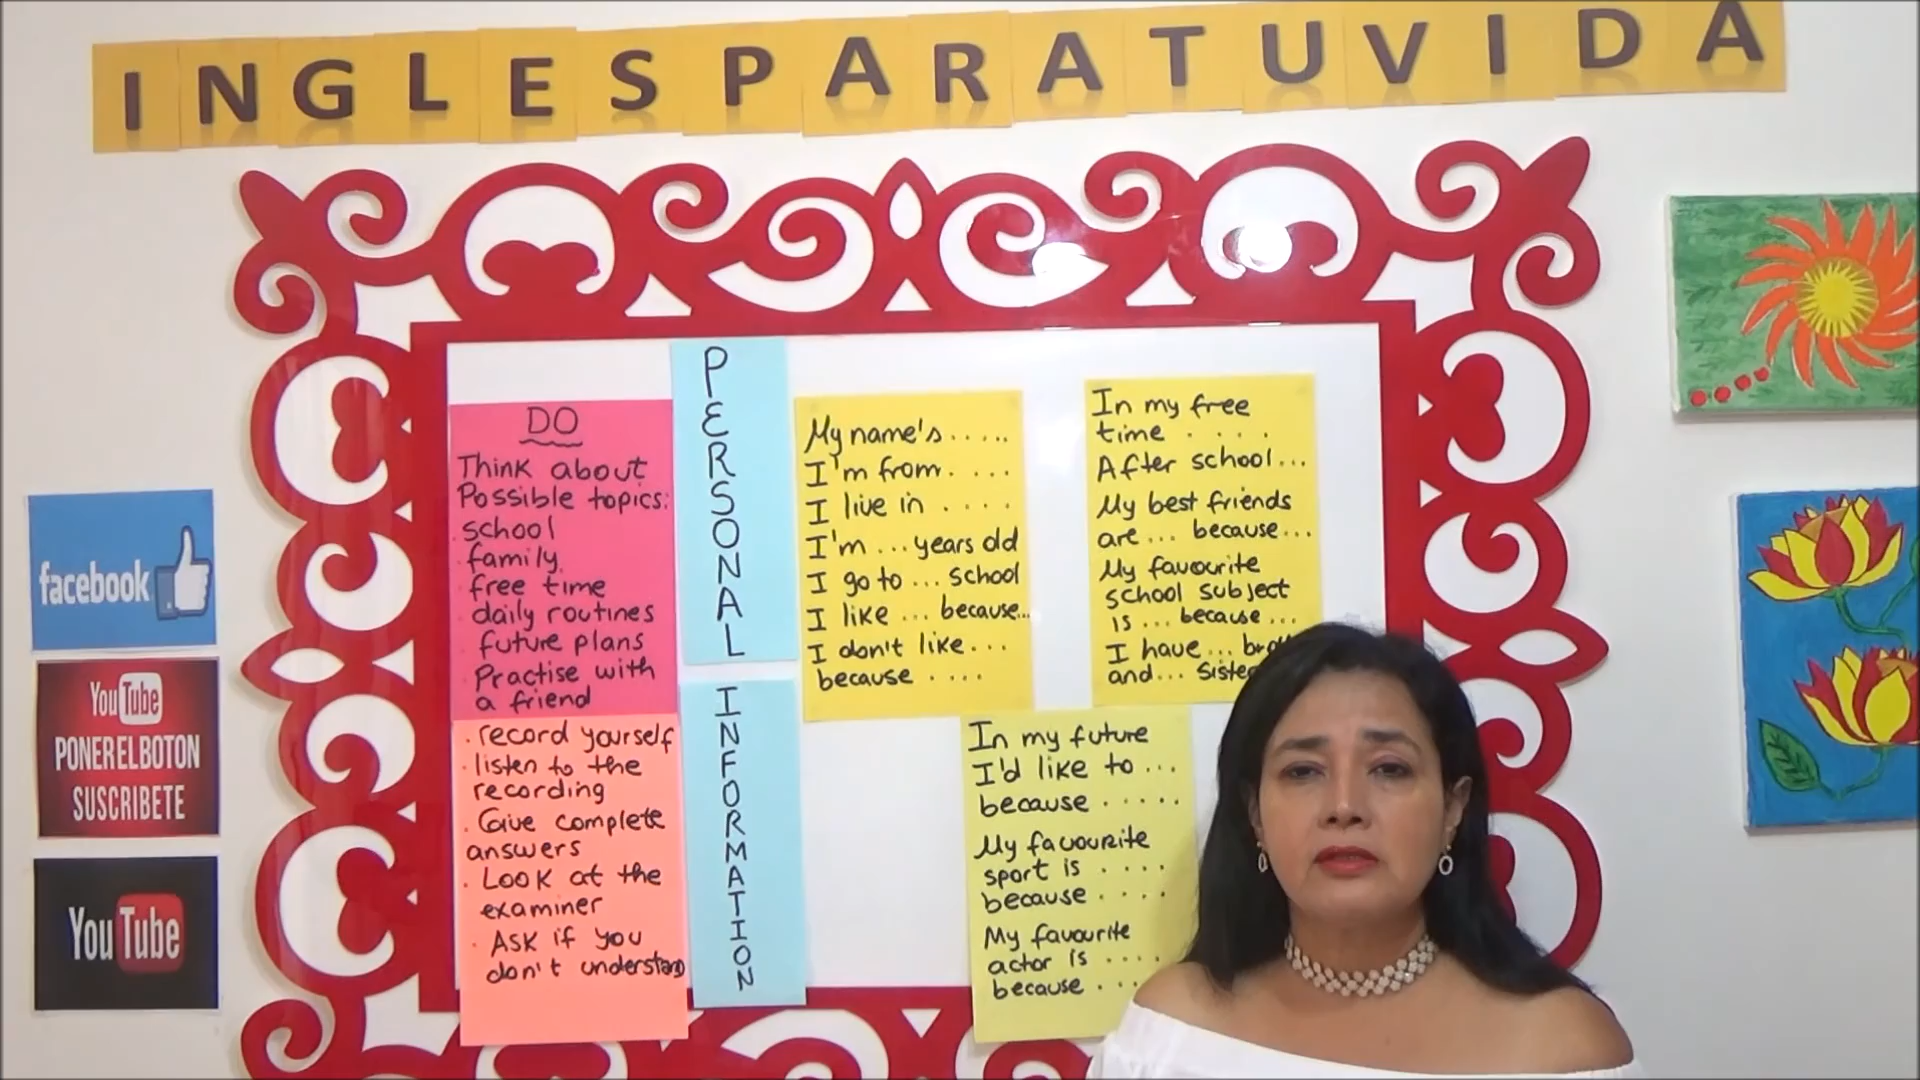 INGLESPARATUVIDA
facebook
YouTube
PONER EL BOTON
SUSCRIBETE
YouTube
DO
Think about
Possible topics:
school
family
free time
daily routines
future plans
Practise with
a friend
record yourself
listen to the
recording
Give complete
answers
Look at the
examiner
Ask if you
don't understand
PERSONAL
INFORMATION
My name's.....
I'm from. ...
I live in ....
I'm ... years old
I go to ... school
I like ... because...
I don't like...
because ....
In my free
time ....
After school...
My best friends
are ... because...
My favourite
school subject
is ... because ...
I have ...
and...
In my future
I'd like to ...
because .....
My favourite
sport is ....
because ....
My favourite
actor is ....
because ...